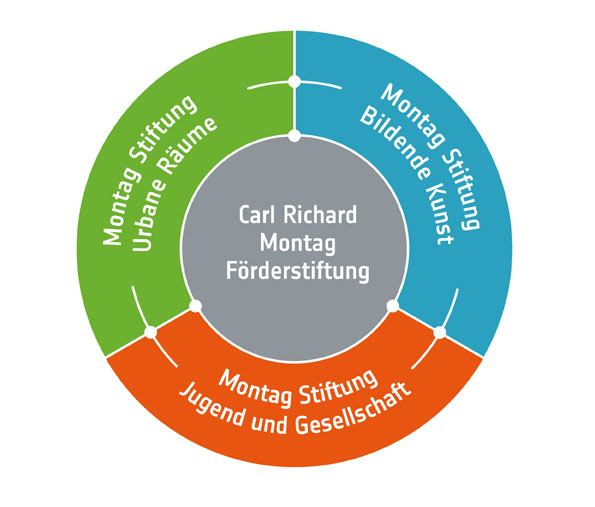 Montag Stiftung
Urbane Räume
Montag Stiftung
Bildende Kunst
Carl Richard
Montag
Förderstiftung
Montag Stiftung
Jugend und Gesellschaft